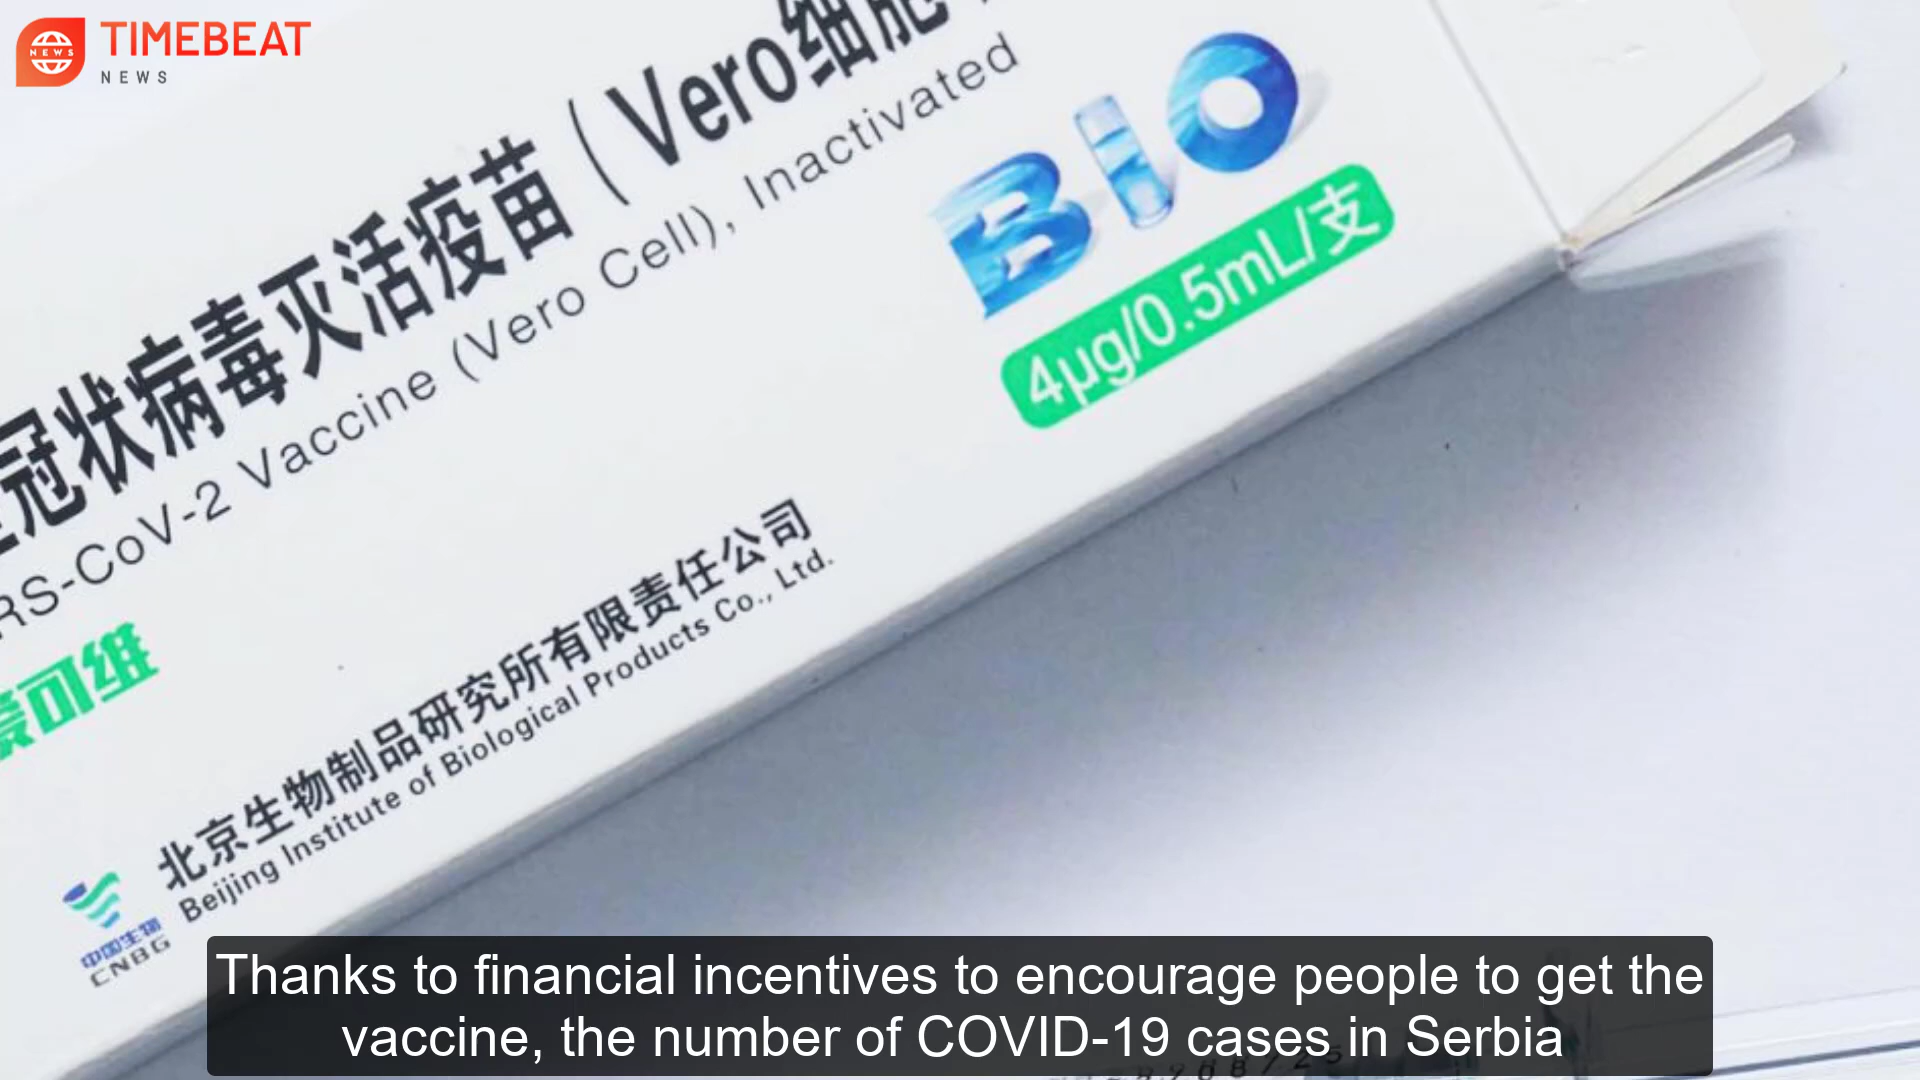 TIMEBEAT
NEWS
NEWS
冠状病毒灭活疫苗（Vero细胞
RS-CoV-2 Vaccine (Vero Cell), Inactivated
BIO
4µg/0.5mL/支
可维
北京生物制品研究所有限责任公司
Beijing Institute of Biological Products Co., Ltd.
中国生物
CNBG
Thanks to financial incentives to encourage people to get the
vaccine, the number of COVID-19 cases in Serbia